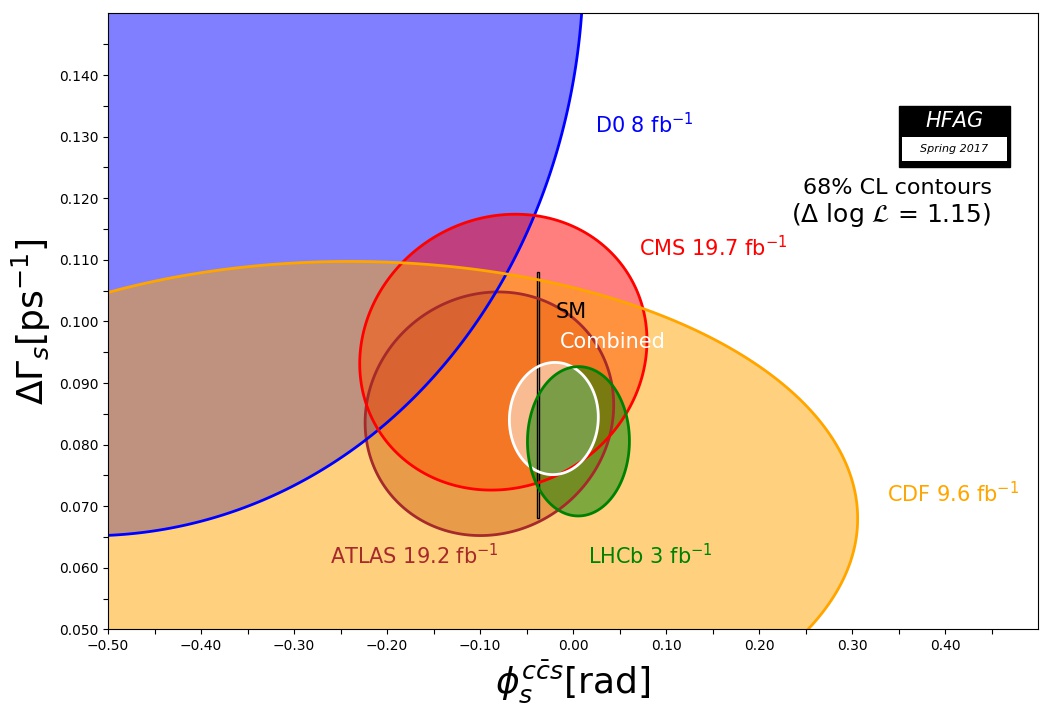 0.140
0.130
0.120
0.110
0.100
0.090
0.080
0.070
0.060
0.050
ΔΓₛ[ps⁻¹]
D0 8 fb⁻¹
HFAG
Spring 2017
68% CL contours
(Δ log ℒ = 1.15)
CMS 19.7 fb⁻¹
SM
Combined
CDF 9.6 fb⁻¹
ATLAS 19.2 fb⁻¹
LHCb 3 fb⁻¹
−0.50 −0.40 −0.30 −0.20 −0.10 0.00 0.10 0.20 0.30 0.40
ϕₛ^{cc̄s}[rad]